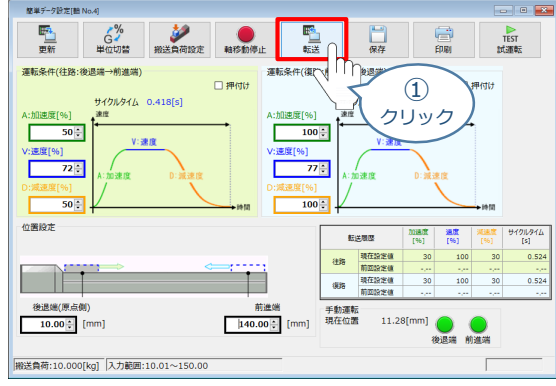 簡単データ設定[軸 No.4]
更新 単位切替 搬送負荷設定 軸移動停止 転送 保存 印刷 TEST
試運転
運転条件(往路:後退端→前進端)
押付け
サイクルタイム 0.418[s]
A:加速度[%] 速度
50
V:速度
V:速度[%]
72
A:加速度 D:減速度
D:減速度[%]
50
時間
運転条件(復路
後退端)
押付け
A:加速度[%] 速度
100
V:速度
V:速度[%]
77
A:加速度 D:減速度
D:減速度[%]
100
時間
①
クリック
位置設定
後退端(原点側) 前進端
10.00 [mm] 140.00 [mm]
転送履歴 加速度[%] 速度[%] 減速度[%] サイクルタイム[s]
往路 現在設定値 30 100 30 0.524
前回設定値 -.-- -.-- -.-- -.--
復路 現在設定値 30 100 30 0.524
前回設定値 -.-- -.-- -.-- -.--
手動運転
現在位置 11.28[mm]
後退端 前進端
搬送負荷:10.000[kg] 入力範囲:10.01~150.00